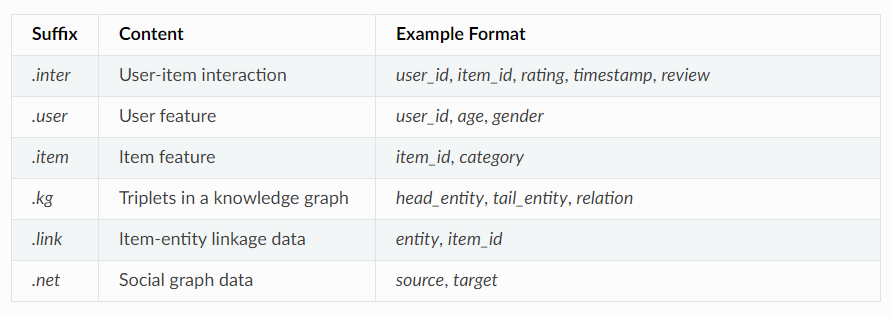 Suffix Content Example Format
.inter User-item interaction user_id, item_id, rating, timestamp, review
.user User feature user_id, age, gender
.item Item feature item_id, category
.kg Triplets in a knowledge graph head_entity, tail_entity, relation
.link Item-entity linkage data entity, item_id
.net Social graph data source, target